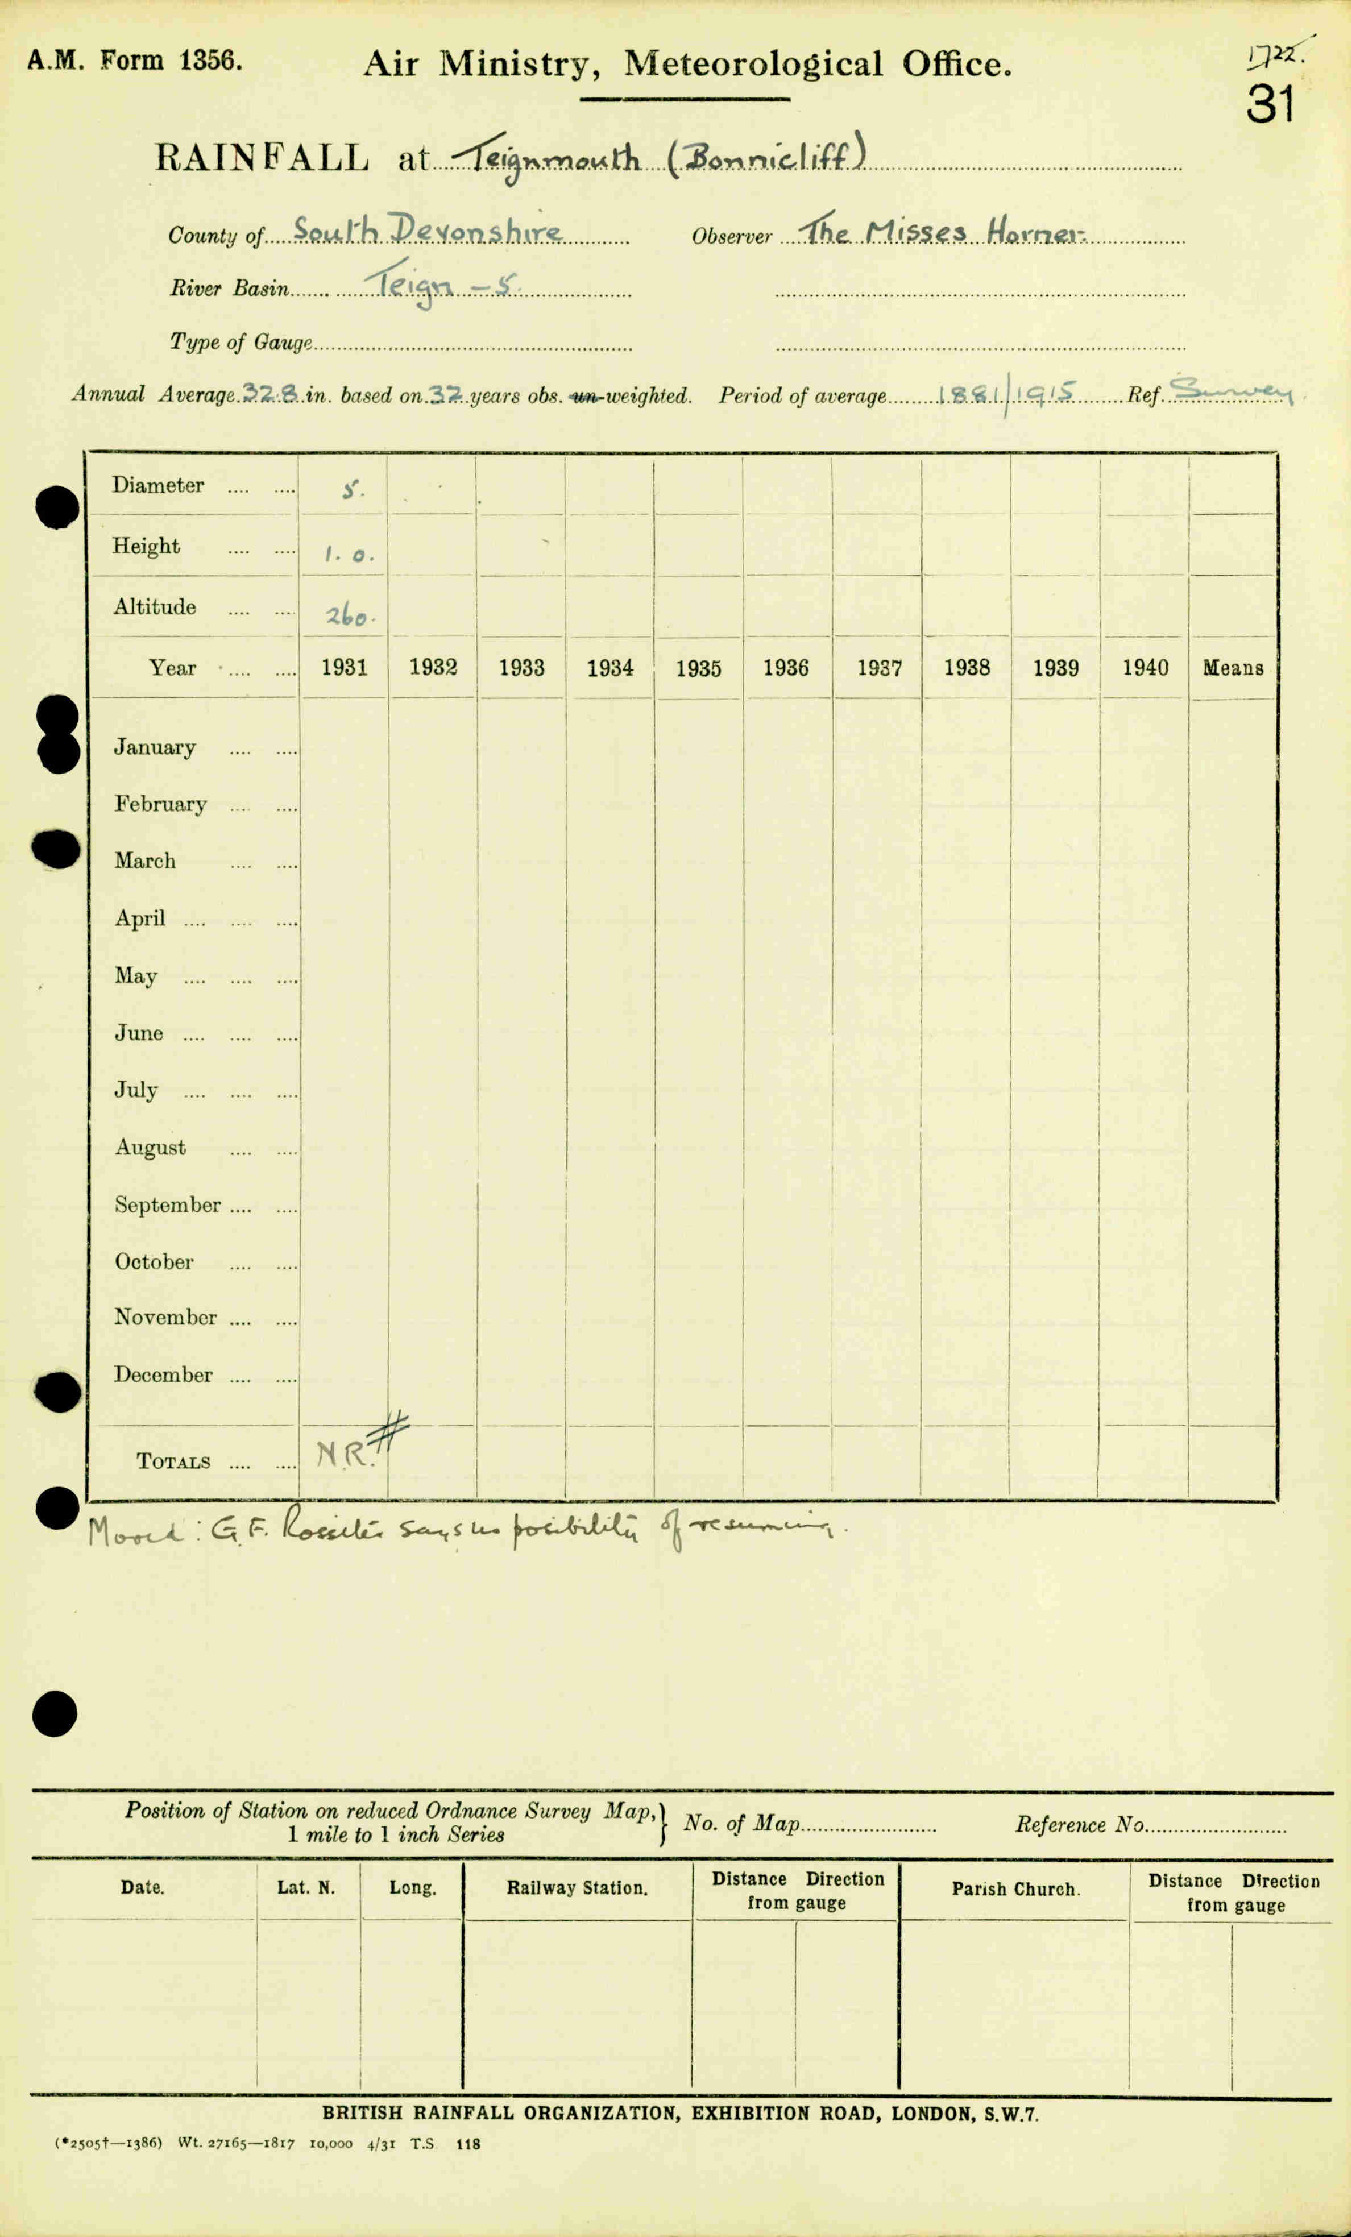 A.M. Form 1356. Air Ministry, Meteorological Office. 1722.
31
RAINFALL at Teignmouth (Bonnicliff)
County of South Devonshire Observer The Misses Horner.
River Basin Teign - 5.
Type of Gauge
Annual Average 32.8 in. based on 32 years obs. un-weighted. Period of average 1881/1915 Ref. Survey
Diameter .... .... 5.
Height .... .... 1. 0.
Altitude .... .... 260.
Year .... .... 1931 1932 1933 1934 1935 1936 1937 1938 1939 1940 Means
January .... ....
February .... ....
March .... ....
April .... .... ....
May .... .... ....
June .... .... ....
July .... .... ....
August .... ....
September .... ....
October .... ....
November .... ....
December .... ....
TOTALS .... .... N.R.#
Moved : G.F. Rossiter says no posibility of resuming.
Position of Station on reduced Ordnance Survey Map,} No. of Map Reference No.
1 mile to 1 inch Series
Date. Lat. N. Long. Railway Station. Distance Direction Parish Church. Distance Direction
from gauge from gauge
BRITISH RAINFALL ORGANIZATION, EXHIBITION ROAD, LONDON, S.W.7.
(*2505†—1386) Wt. 27165—1817 10,000 4/31 T.S 118